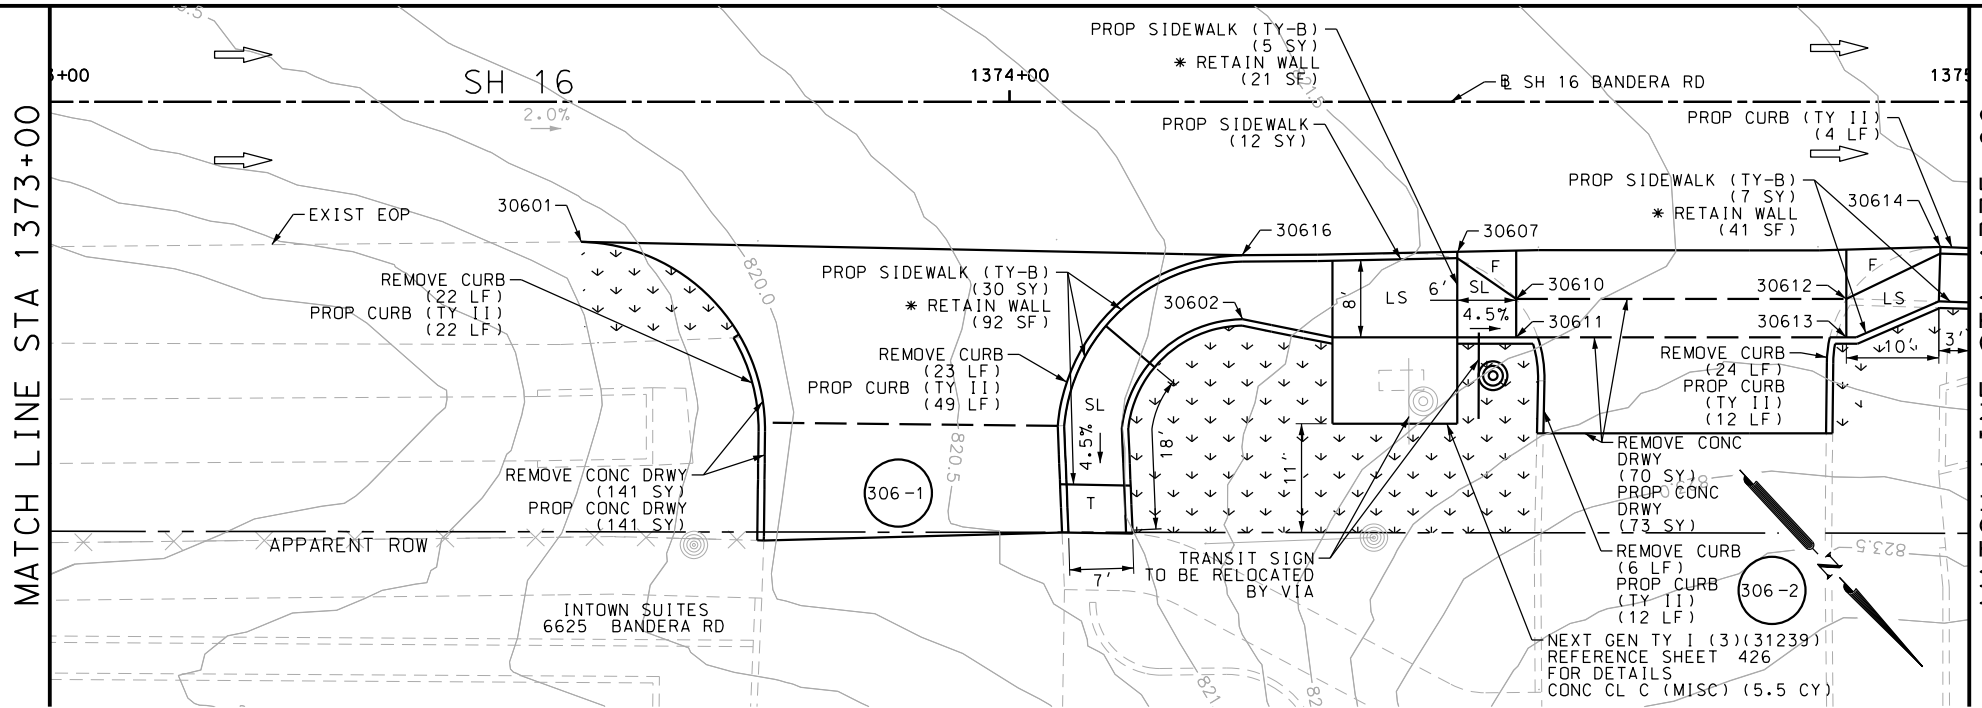 MATCH LINE STA 1373+00
+00
SH 16
2.0%
1374+00
PROP SIDEWALK (TY-B)
(5 SY)
* RETAIN WALL
(21 SF)
821.5
BL SH 16 BANDERA RD
1375
PROP CURB (TY II)
(4 LF)
PROP SIDEWALK
(12 SY)
PROP SIDEWALK (TY-B)
(7 SY)
* RETAIN WALL
(41 SF)
30614
EXIST EOP
30601
30616
30607
REMOVE CURB
(22 LF)
PROP CURB (TY II)
(22 LF)
820.0
PROP SIDEWALK (TY-B)
(30 SY)
* RETAIN WALL
(92 SF)
30602
8'
LS
6'
F
SL
4.5%
30610
30611
30612
30613
F
LS
10'
3'
REMOVE CURB
(23 LF)
PROP CURB (TY II)
(49 LF)
SL
4.5%
T
18'
11'
7'
820.5
REMOVE CURB
(24 LF)
PROP CURB
(TY II)
(12 LF)
REMOVE CONC DRWY
(141 SY)
PROP CONC DRWY
(141 SY)
306-1
REMOVE CONC
DRWY
(70 SY)
PROP CONC
DRWY
(73 SY)
APPARENT ROW
TRANSIT SIGN
TO BE RELOCATED
BY VIA
REMOVE CURB
(6 LF)
PROP CURB
(TY II)
(12 LF)
306-2
N
823.5
INTOWN SUITES
6625 BANDERA RD
NEXT GEN TY I (3)(31239)
REFERENCE SHEET 426
FOR DETAILS
CONC CL C (MISC) (5.5 CY)
821
82